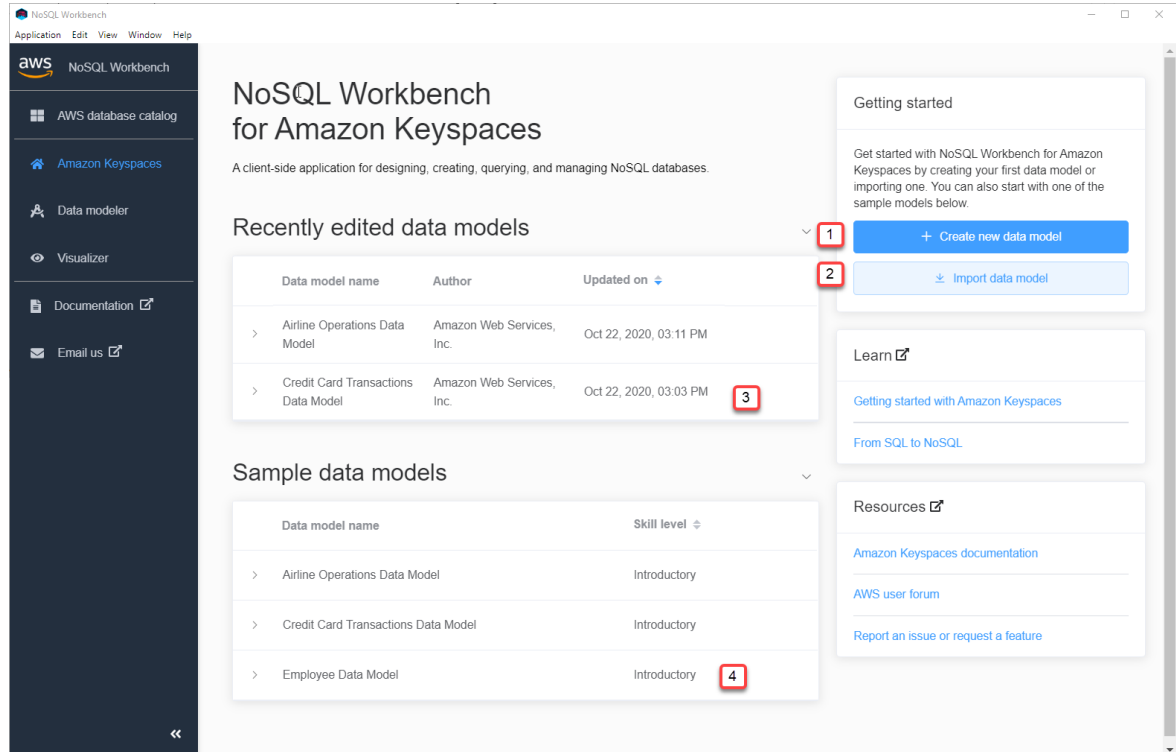 NoSQL Workbench
Application Edit View Window Help
aws NoSQL Workbench
AWS database catalog
Amazon Keyspaces
Data modeler
Visualizer
Documentation
Email us
NoSQL Workbench
for Amazon Keyspaces
A client-side application for designing, creating, querying, and managing NoSQL databases.
Recently edited data models
Data model name Author Updated on
Airline Operations Data
Model
Amazon Web Services,
Inc.
Oct 22, 2020, 03:11 PM
Credit Card Transactions
Data Model
Amazon Web Services,
Inc.
Oct 22, 2020, 03:03 PM
3
Sample data models
Data model name Skill level
Airline Operations Data Model Introductory
Credit Card Transactions Data Model Introductory
Employee Data Model Introductory 4
Getting started
Get started with NoSQL Workbench for Amazon
Keyspaces by creating your first data model or
importing one. You can also start with one of the
sample models below.
1 + Create new data model
2 Import data model
Learn
Getting started with Amazon Keyspaces
From SQL to NoSQL
Resources
Amazon Keyspaces documentation
AWS user forum
Report an issue or request a feature